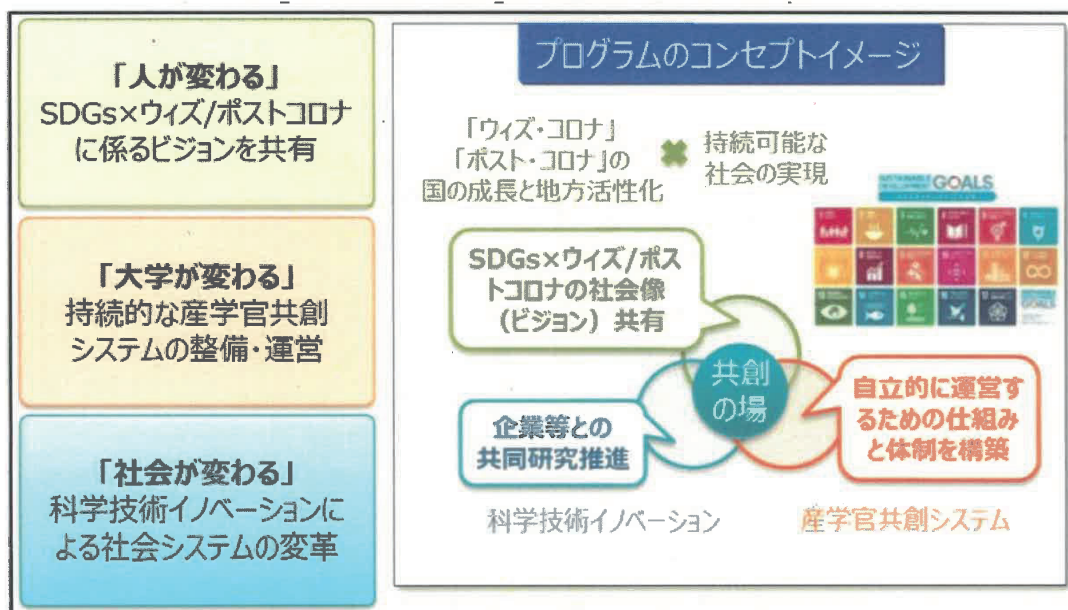 「人が変わる」
SDGs×ウィズ/ポストコロナ
に係るビジョンを共有
「大学が変わる」
持続的な産学官共創
システムの整備・運営
「社会が変わる」
科学技術イノベーションに
よる社会システムの変革
プログラムのコンセプトイメージ
「ウィズ・コロナ」
「ポスト・コロナ」の
国の成長と地方活性化
✖
持続可能な
社会の実現
SUSTAINABLE
DEVELOPMENT
GOALS
SDGs×ウィズ/ポス
トコロナの社会像
（ビジョン）共有
共創
の場
企業等との
共同研究推進
自立的に運営す
るための仕組み
と体制を構築
科学技術イノベーション
産学官共創システム